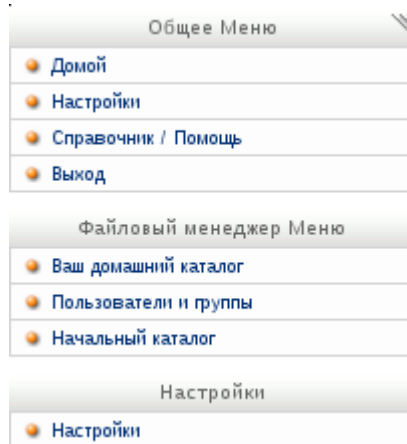 Общее Меню
Домой
Настройки
Справочник / Помощь
Выход
Файловый менеджер Меню
Ваш домашний каталог
Пользователи и группы
Начальный каталог
Настройки
Настройки